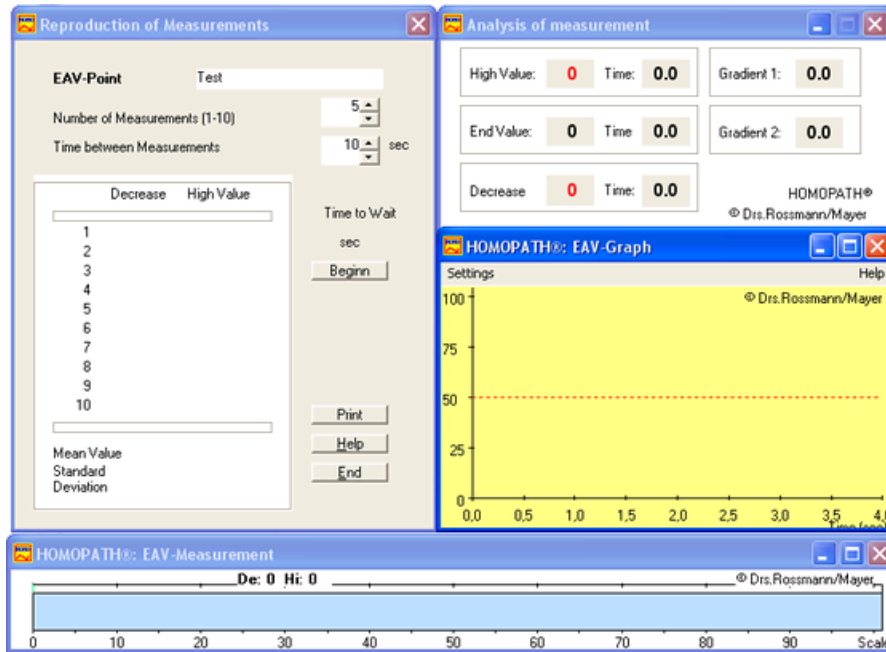 Reproduction of Measurements
EAV-Point Test
Number of Measurements (1-10) 5
Time between Measurements 10 sec
Decrease High Value
1
2
3
4
5
6
7
8
9
10
Mean Value
Standard
Deviation
Time to Wait
sec
Beginn
Print
Help
End
Analysis of measurement
High Value: 0 Time: 0.0 Gradient 1: 0.0
End Value: 0 Time 0.0 Gradient 2: 0.0
Decrease 0 Time: 0.0
HOMOPATH®
© Drs.Rossmann/Mayer
HOMOPATH®: EAV-Graph
Settings Help
© Drs.Rossmann/Mayer
100
75
50
25
0
0,0 0,5 1,0 1,5 2,0 2,5 3,0 3,5 4,0
Time (sec)
HOMOPATH®: EAV-Measurement
De: 0 Hi: 0 © Drs.Rossmann/Mayer
0 10 20 30 40 50 60 70 80 90 Scale